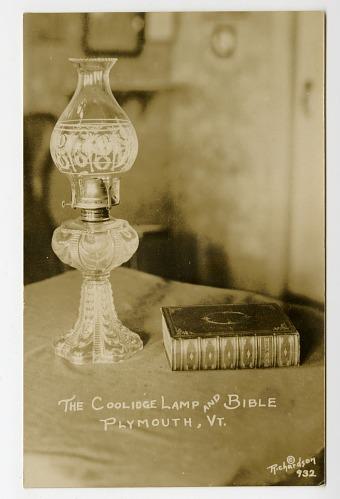 THE COOLIDGE LAMP AND BIBLE
PLYMOUTH, VT.
©
Richardson
932